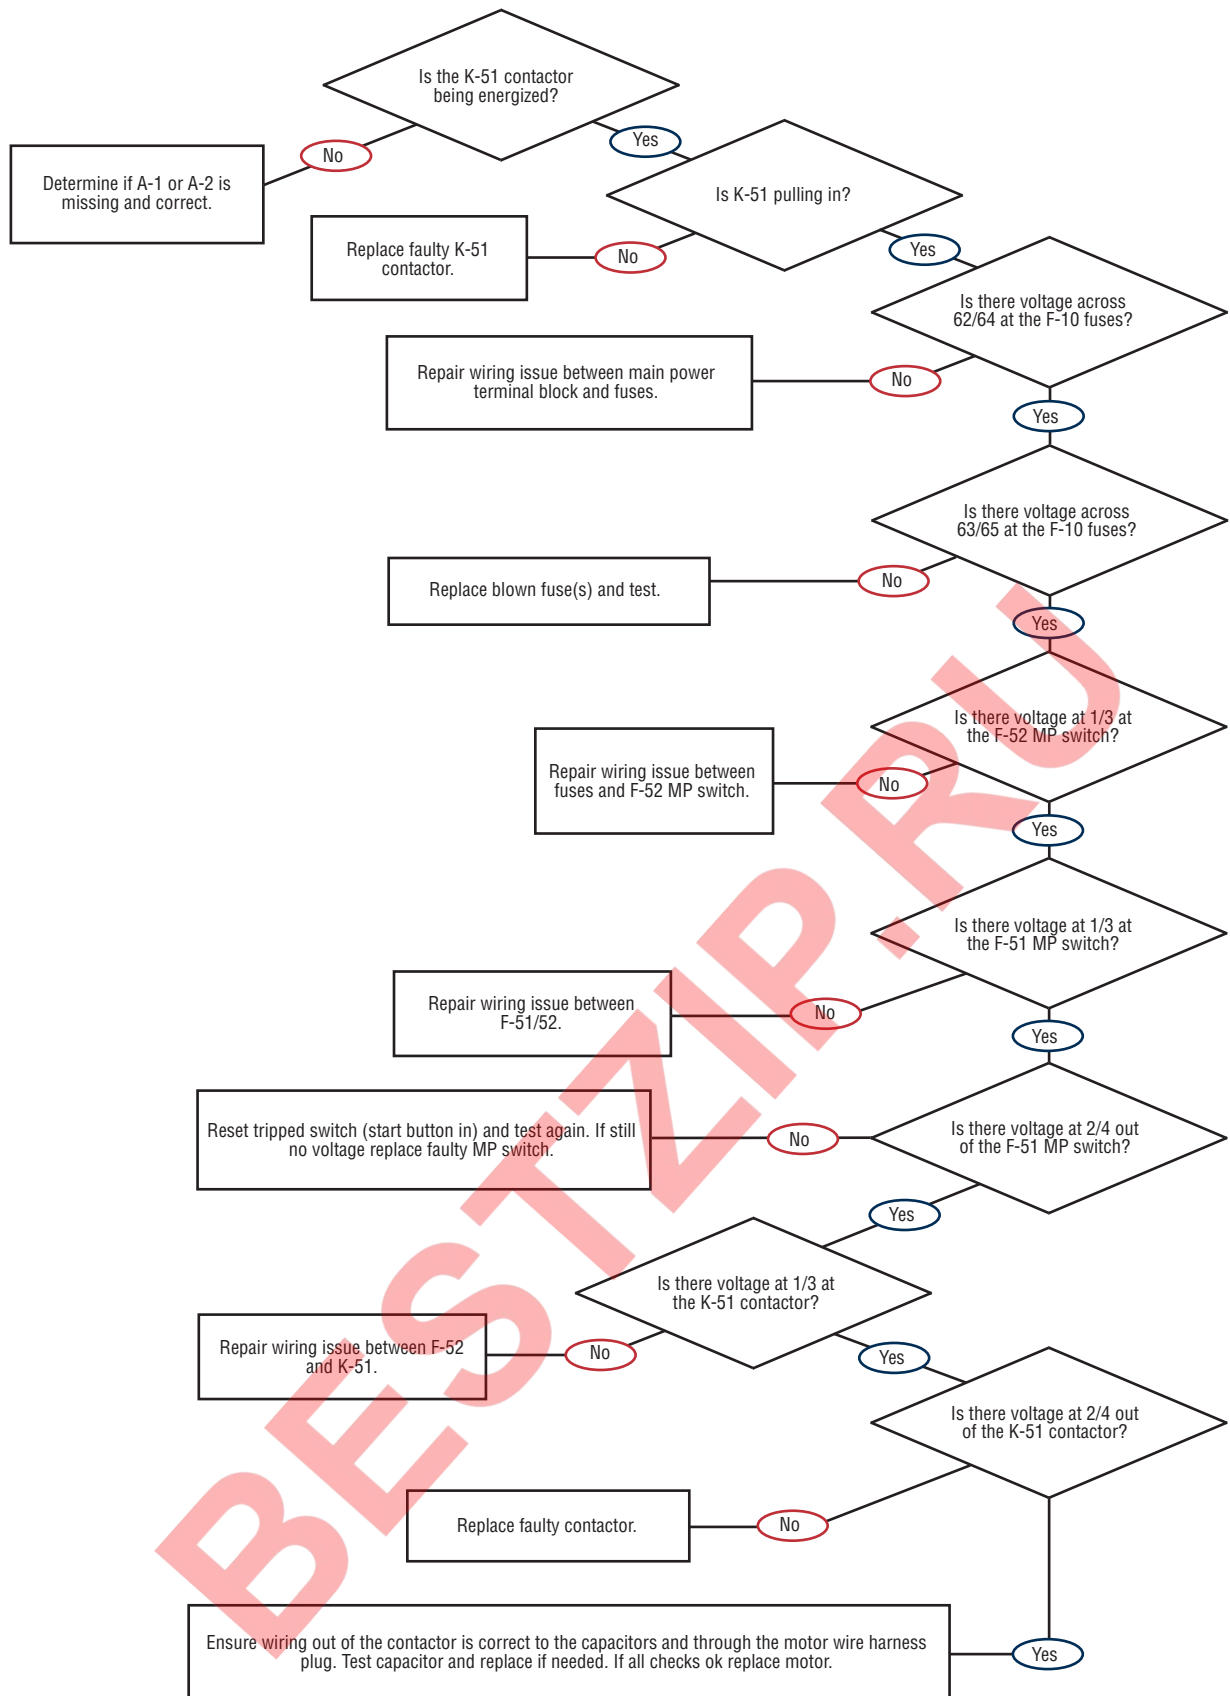 Is the K-51 contactor
being energized?
No
Yes
Determine if A-1 or A-2 is
missing and correct.
Is K-51 pulling in?
Replace faulty K-51
contactor.
No
Yes
Is there voltage across
62/64 at the F-10 fuses?
Repair wiring issue between main power
terminal block and fuses.
No
Yes
Is there voltage across
63/65 at the F-10 fuses?
Replace blown fuse(s) and test.
No
Yes
Is there voltage at 1/3 at
the F-52 MP switch?
Repair wiring issue between
fuses and F-52 MP switch.
No
Yes
Is there voltage at 1/3 at
the F-51 MP switch?
Repair wiring issue between
F-51/52.
No
Yes
Reset tripped switch (start button in) and test again. If still
no voltage replace faulty MP switch.
No
Is there voltage at 2/4 out
of the F-51 MP switch?
Yes
Is there voltage at 1/3 at
the K-51 contactor?
Repair wiring issue between F-52
and K-51.
No
Yes
Is there voltage at 2/4 out
of the K-51 contactor?
Replace faulty contactor.
No
Ensure wiring out of the contactor is correct to the capacitors and through the motor wire harness
plug. Test capacitor and replace if needed. If all checks ok replace motor.
Yes
BESTZIP.RU